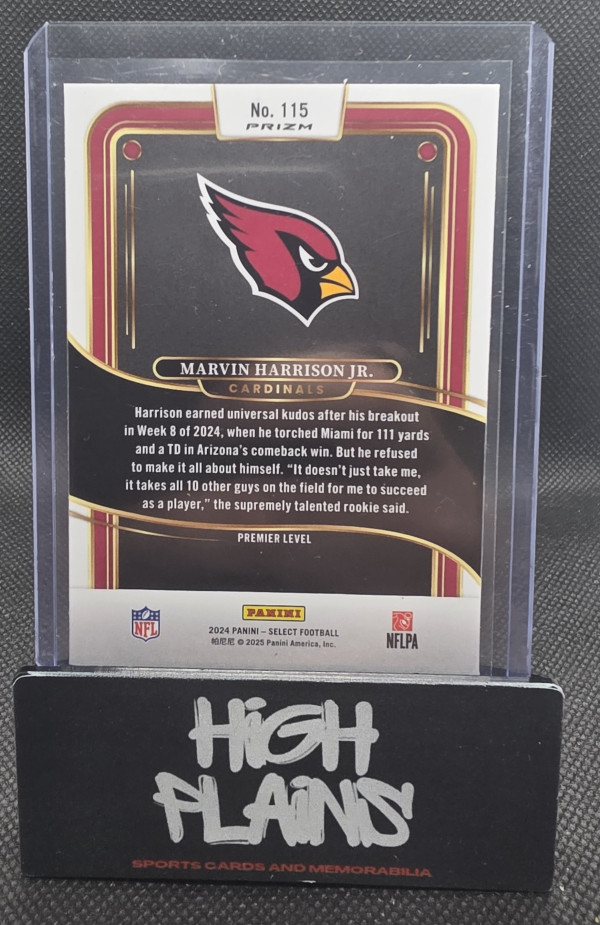 No. 115
PRIZM
MARVIN HARRISON JR.
CARDINALS
Harrison earned universal kudos after his breakout
in Week 8 of 2024, when he torched Miami for 111 yards
and a TD in Arizona's comeback win. But he refused
to make it all about himself. "It doesn't just take me,
it takes all 10 other guys on the field for me to succeed
as a player," the supremely talented rookie said.
PREMIER LEVEL
NFL
PANINI
2024 PANINI – SELECT FOOTBALL
帕尼尼 © 2025 Panini America, Inc.
NFLPA
HiGH
PLAiNS
SPORTS CARDS AND MEMORABILIA